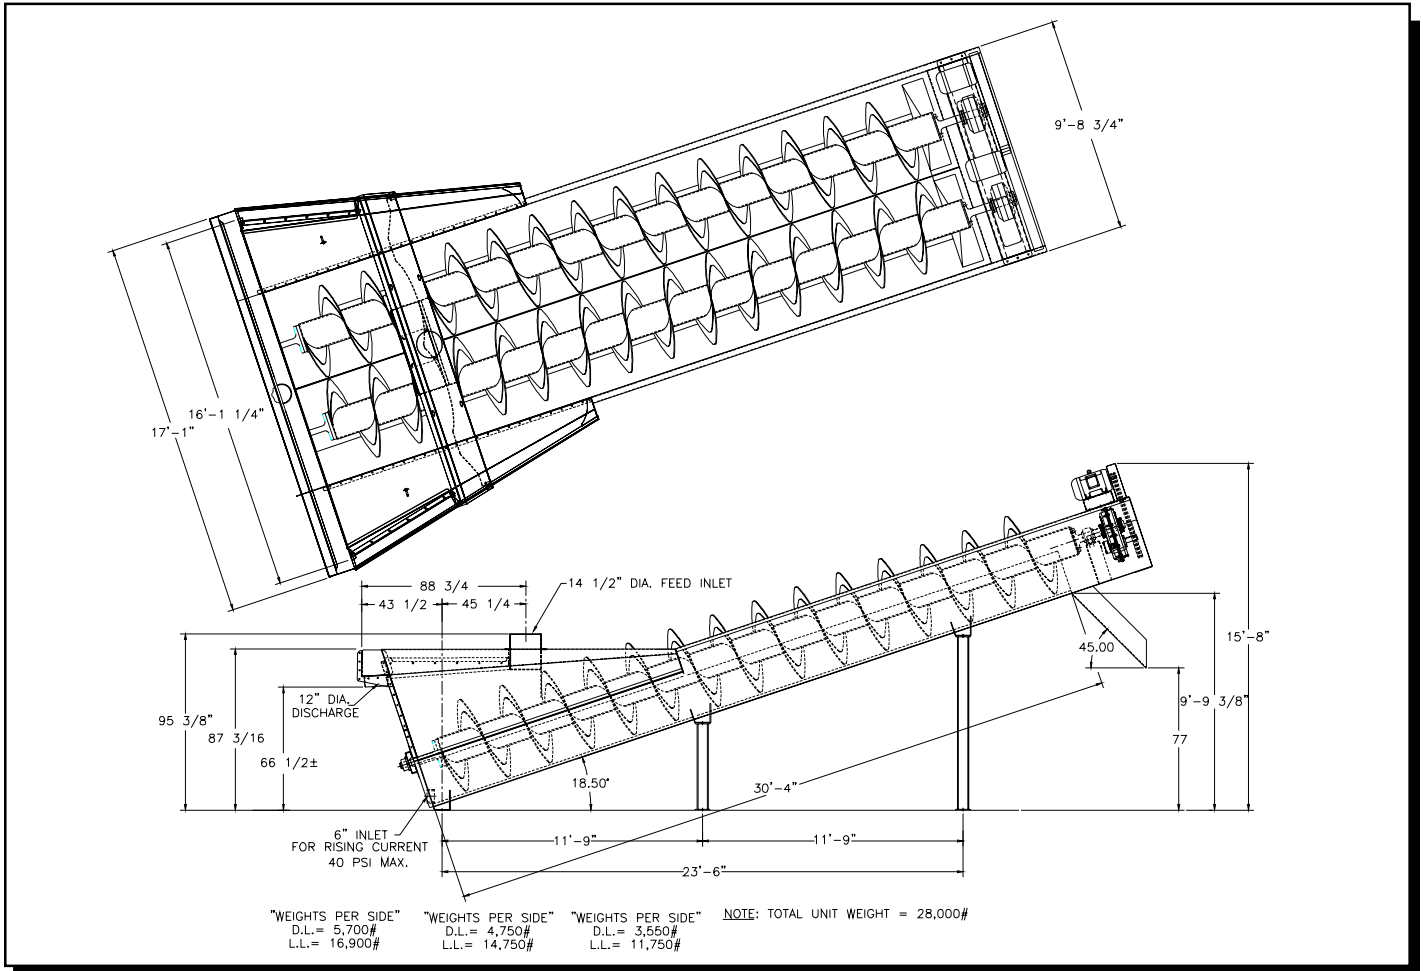 9'-8 3/4"
16'-1 1/4"
17'-1"
88 3/4
14 1/2" DIA. FEED INLET
43 1/2
45 1/4
15'-8"
45.00
12" DIA.
DISCHARGE
9'-9 3/8"
95 3/8"
87 3/16
77
66 1/2±
18.50°
30'-4"
6" INLET
FOR RISING CURRENT
40 PSI MAX.
11'-9"
11'-9"
23'-6"
"WEIGHTS PER SIDE"
D.L.= 5,700#
L.L.= 16,900#
"WEIGHTS PER SIDE"
D.L.= 4,750#
L.L.= 14,750#
"WEIGHTS PER SIDE"
D.L.= 3,550#
L.L.= 11,750#
NOTE: TOTAL UNIT WEIGHT = 28,000#